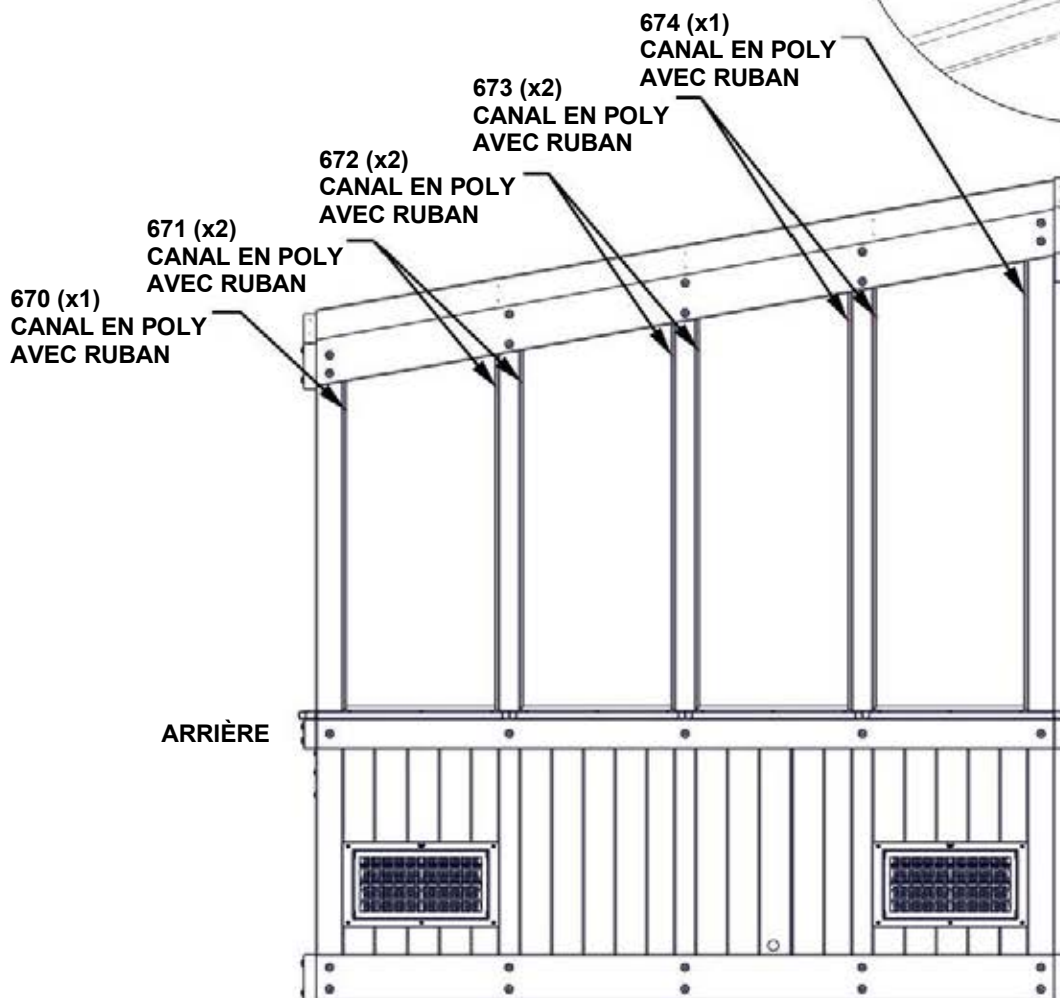 674 (x1)
CANAL EN POLY
AVEC RUBAN
673 (x2)
CANAL EN POLY
AVEC RUBAN
672 (x2)
CANAL EN POLY
AVEC RUBAN
671 (x2)
CANAL EN POLY
AVEC RUBAN
670 (x1)
CANAL EN POLY
AVEC RUBAN
ARRIÈRE